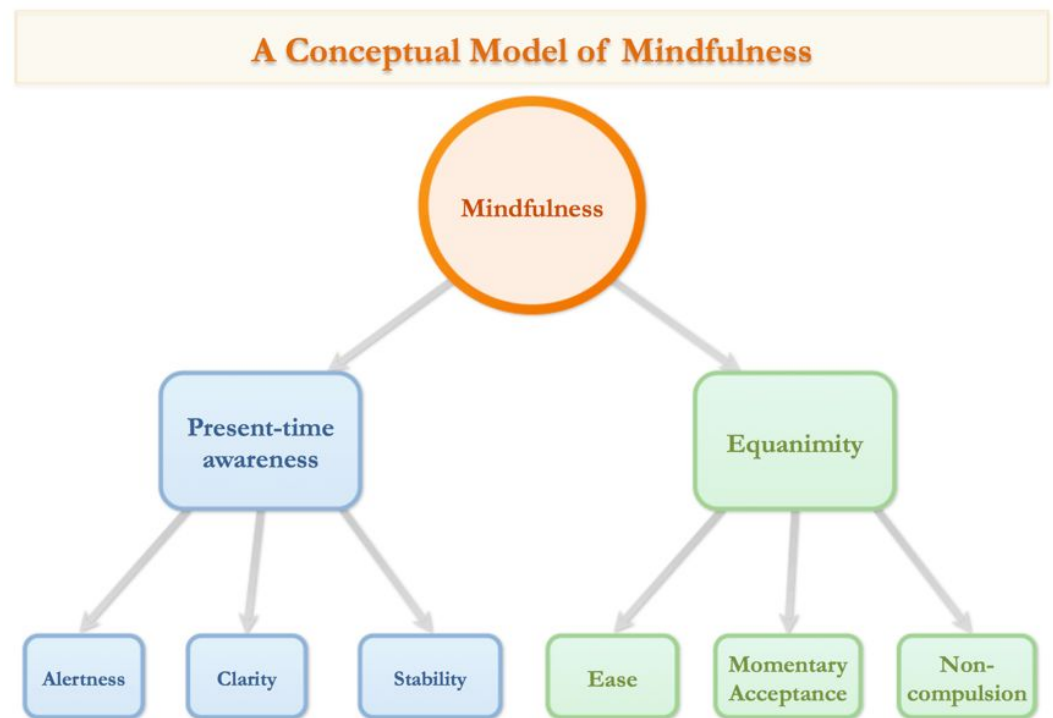 A Conceptual Model of Mindfulness
Mindfulness
Present-time
awareness
Equanimity
Alertness
Clarity
Stability
Ease
Momentary
Acceptance
Non-
compulsion